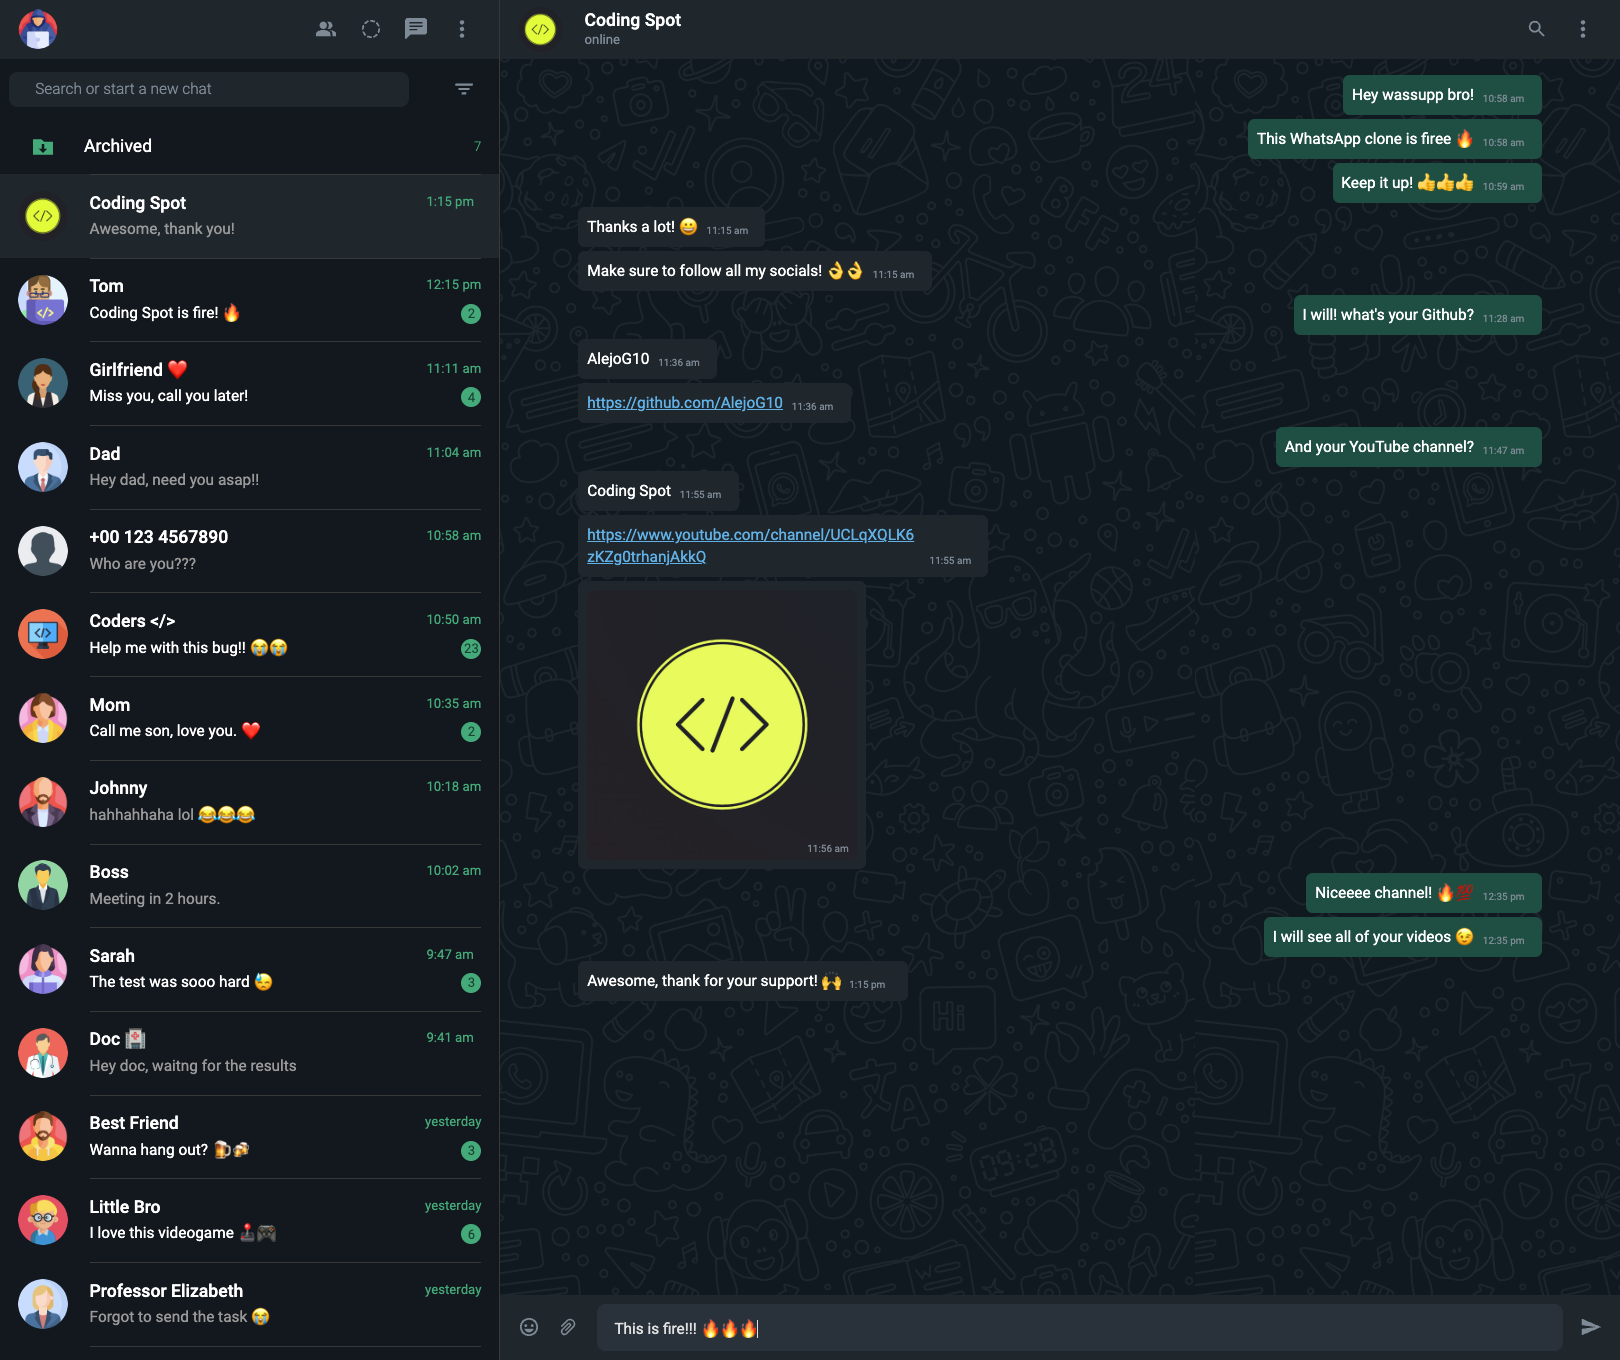 Search or start a new chat
Archived
7
Coding Spot
1:15 pm
Awesome, thank you!
Tom
12:15 pm
Coding Spot is fire! 🔥
2
Girlfriend ❤️
11:11 am
Miss you, call you later!
4
Dad
11:04 am
Hey dad, need you asap!!
+00 123 4567890
10:58 am
Who are you???
Coders </>
10:50 am
Help me with this bug!! 😭😭
23
Mom
10:35 am
Call me son, love you. ❤️
2
Johnny
10:18 am
hahhahhaha lol 😂😂😂
Boss
10:02 am
Meeting in 2 hours.
Sarah
9:47 am
The test was sooo hard 😓
3
Doc 🏥
9:41 am
Hey doc, waitng for the results
Best Friend
yesterday
Wanna hang out? 🍺🍻
3
Little Bro
yesterday
I love this videogame 🕹️🎮
6
Professor Elizabeth
yesterday
Forgot to send the task 😭
Coding Spot
online
Hey wassupp bro! 10:58 am
This WhatsApp clone is firee 🔥 10:58 am
Keep it up! 👍👍👍 10:59 am
Thanks a lot! 😀 11:15 am
Make sure to follow all my socials! 👌👌 11:15 am
I will! what's your Github? 11:28 am
AlejoG10 11:36 am
https://github.com/AlejoG10 11:36 am
And your YouTube channel? 11:47 am
Coding Spot 11:55 am
https://www.youtube.com/channel/UCLqXQLK6
zKZg0trhanjAkkQ 11:55 am
</>
11:56 am
Niceeee channel! 🔥💯 12:35 pm
I will see all of your videos 😉 12:35 pm
Awesome, thank for your support! 🙌 1:15 pm
Hi
09:28
This is fire!!! 🔥🔥🔥